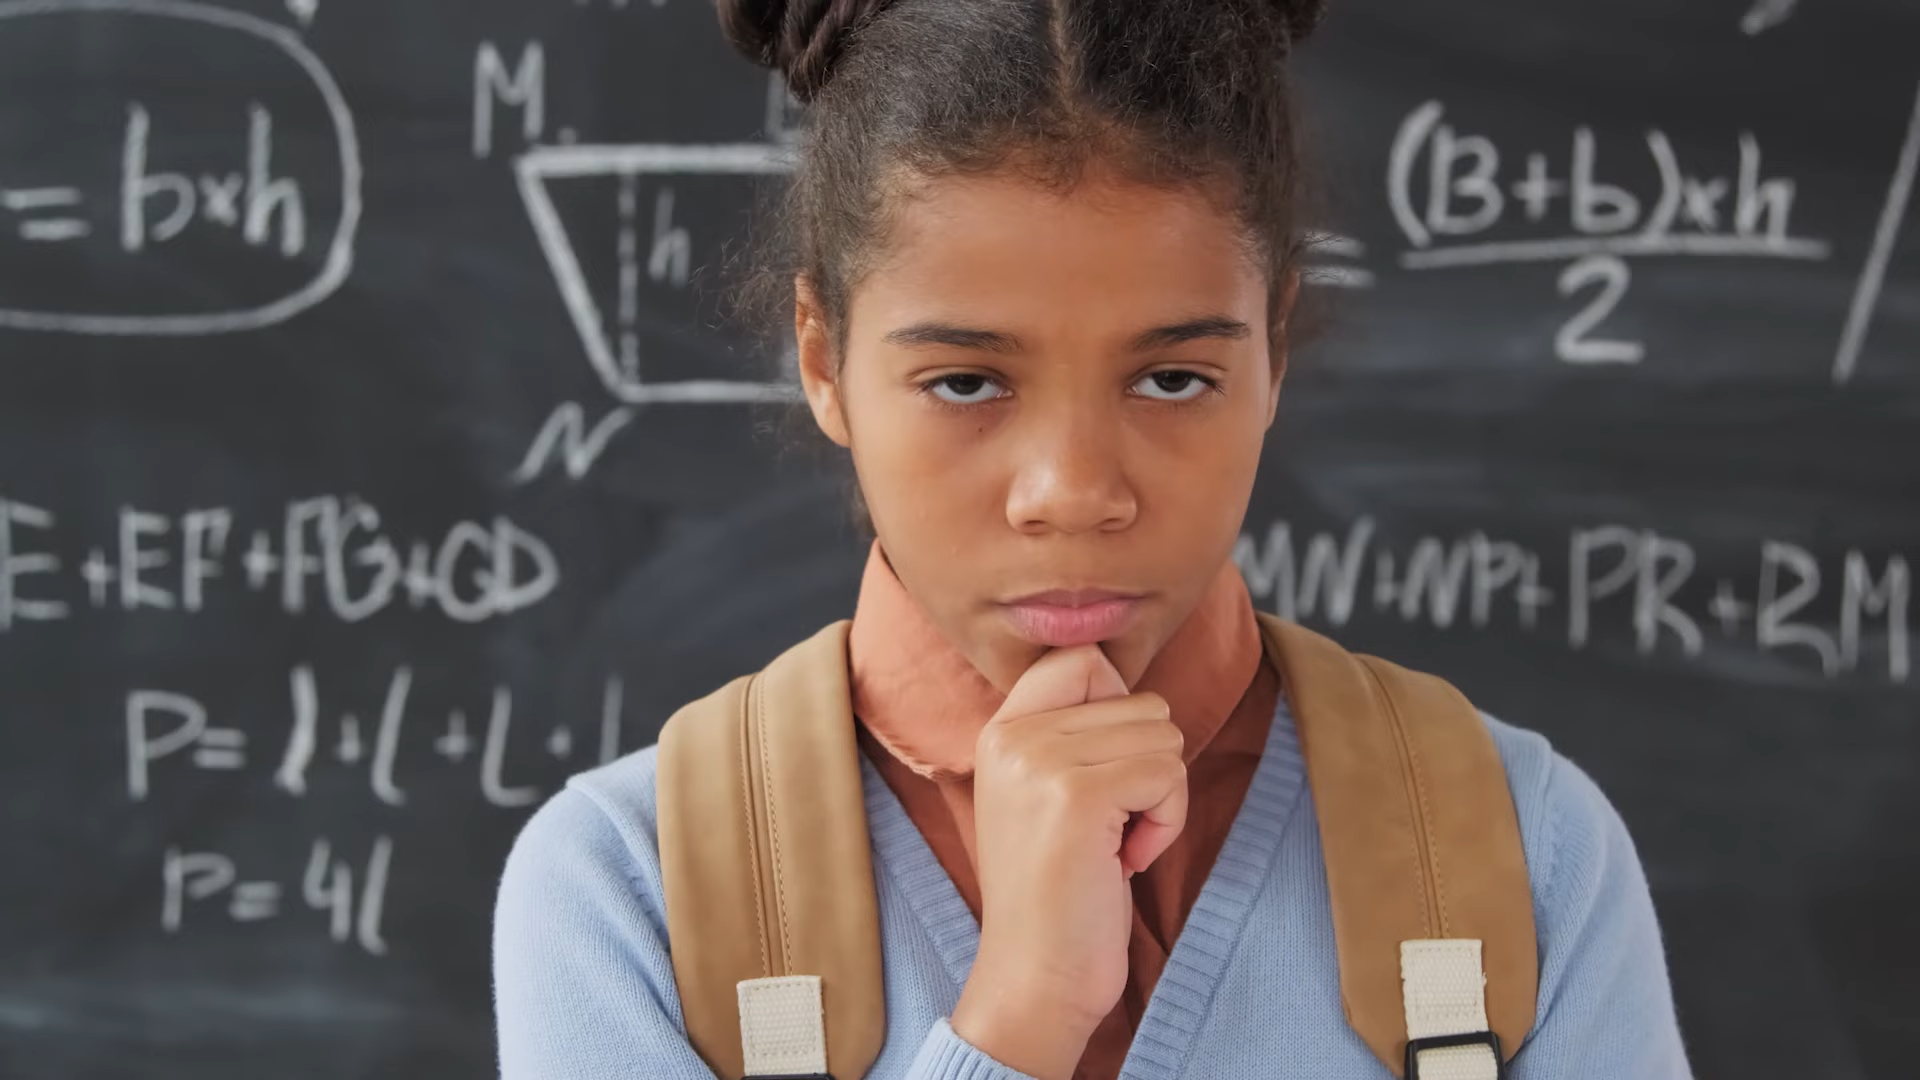 = b×h
M
h
N
= (B+b)×h
2
E+EF+FG+GD
MN+NP+PR+RM
P= l+l+L+l
P= 4l